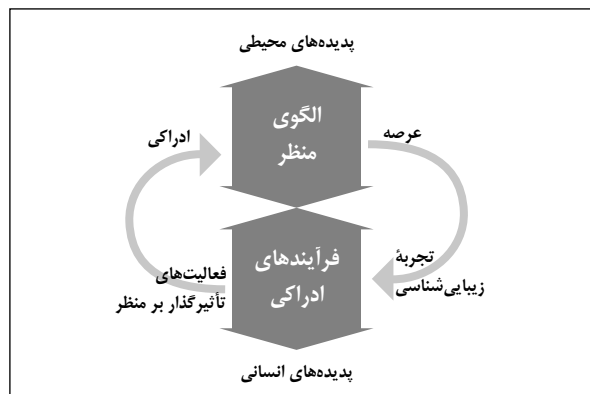 پدیده‌های محیطی
الگوی
منظر
ادراکی
عرصه
فرآیندهای
ادراکی
تجربهٔ
زیبایی‌شناسی
فعالیت‌های
تأثیرگذار بر منظر
پدیده‌های انسانی